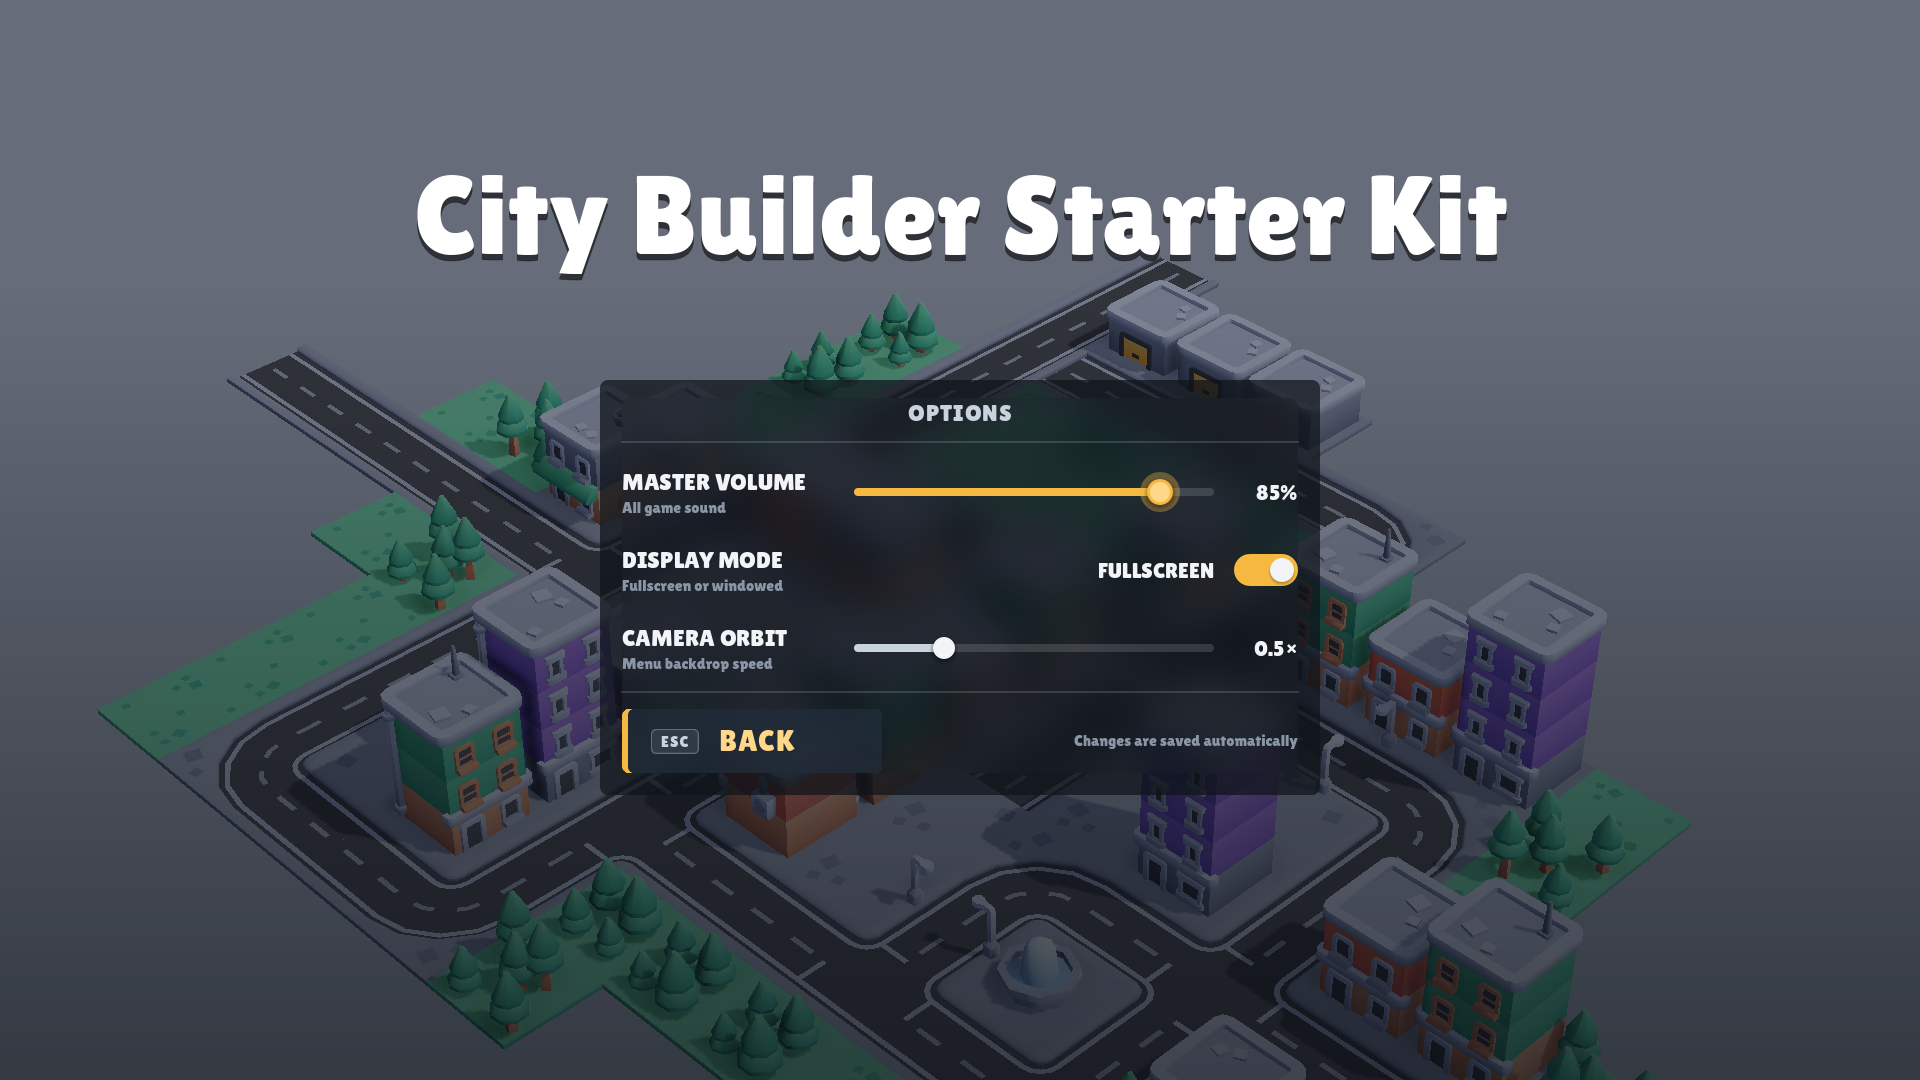 City Builder Starter Kit
OPTIONS
MASTER VOLUME
All game sound
85%
DISPLAY MODE
Fullscreen or windowed
FULLSCREEN
CAMERA ORBIT
Menu backdrop speed
0.5×
ESC BACK
Changes are saved automatically